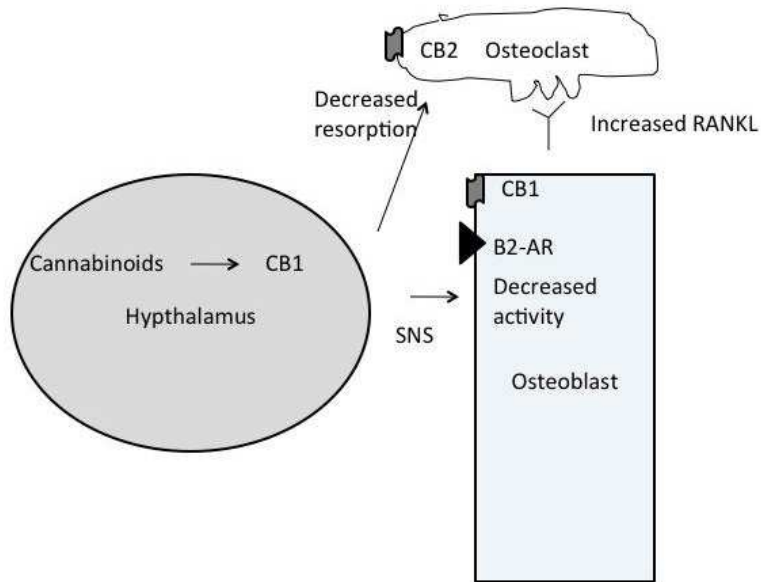 CB2 Osteoclast
Decreased
resorption
Increased RANKL
CB1
Cannabinoids CB1
B2-AR
Decreased
activity
Hypthalamus
SNS
Osteoblast